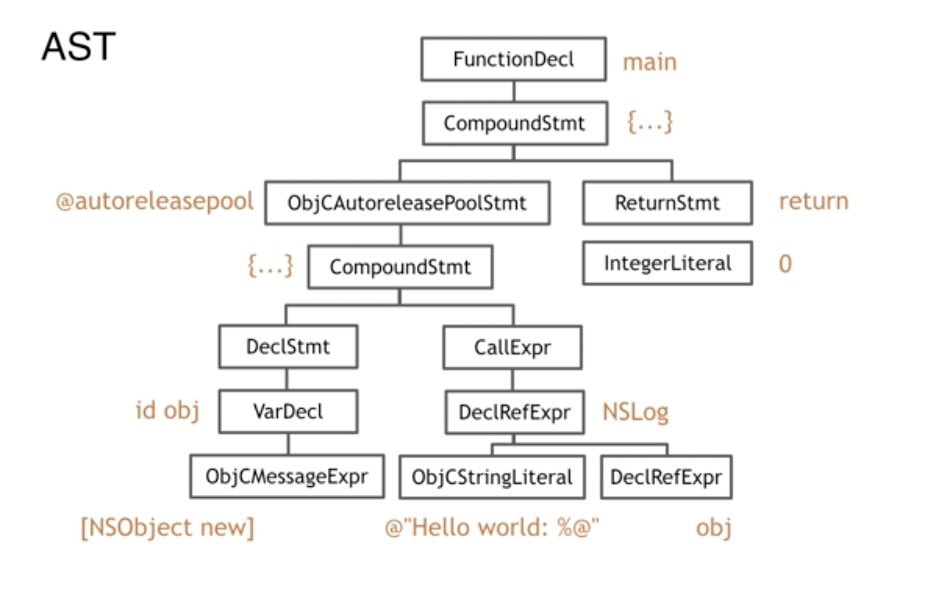 AST
FunctionDecl main
CompoundStmt {...}
@autoreleasepool ObjCAutoreleasePoolStmt ReturnStmt return
{...} CompoundStmt IntegerLiteral 0
DeclStmt CallExpr
id obj VarDecl DeclRefExpr NSLog
ObjCMessageExpr ObjCStringLiteral DeclRefExpr
[NSObject new] @"Hello world: %@" obj